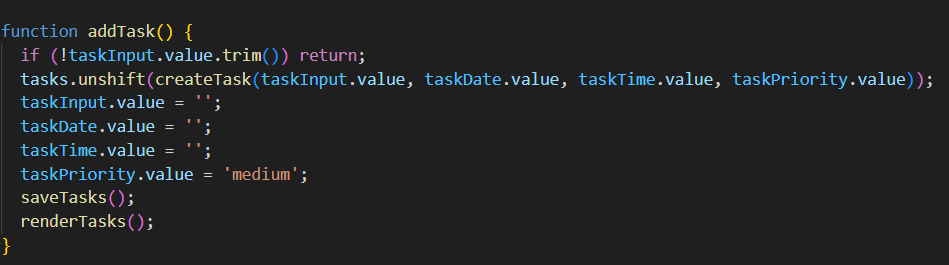 function addTask() {
  if (!taskInput.value.trim()) return;
  tasks.unshift(createTask(taskInput.value, taskDate.value, taskTime.value, taskPriority.value));
  taskInput.value = '';
  taskDate.value = '';
  taskTime.value = '';
  taskPriority.value = 'medium';
  saveTasks();
  renderTasks();
}